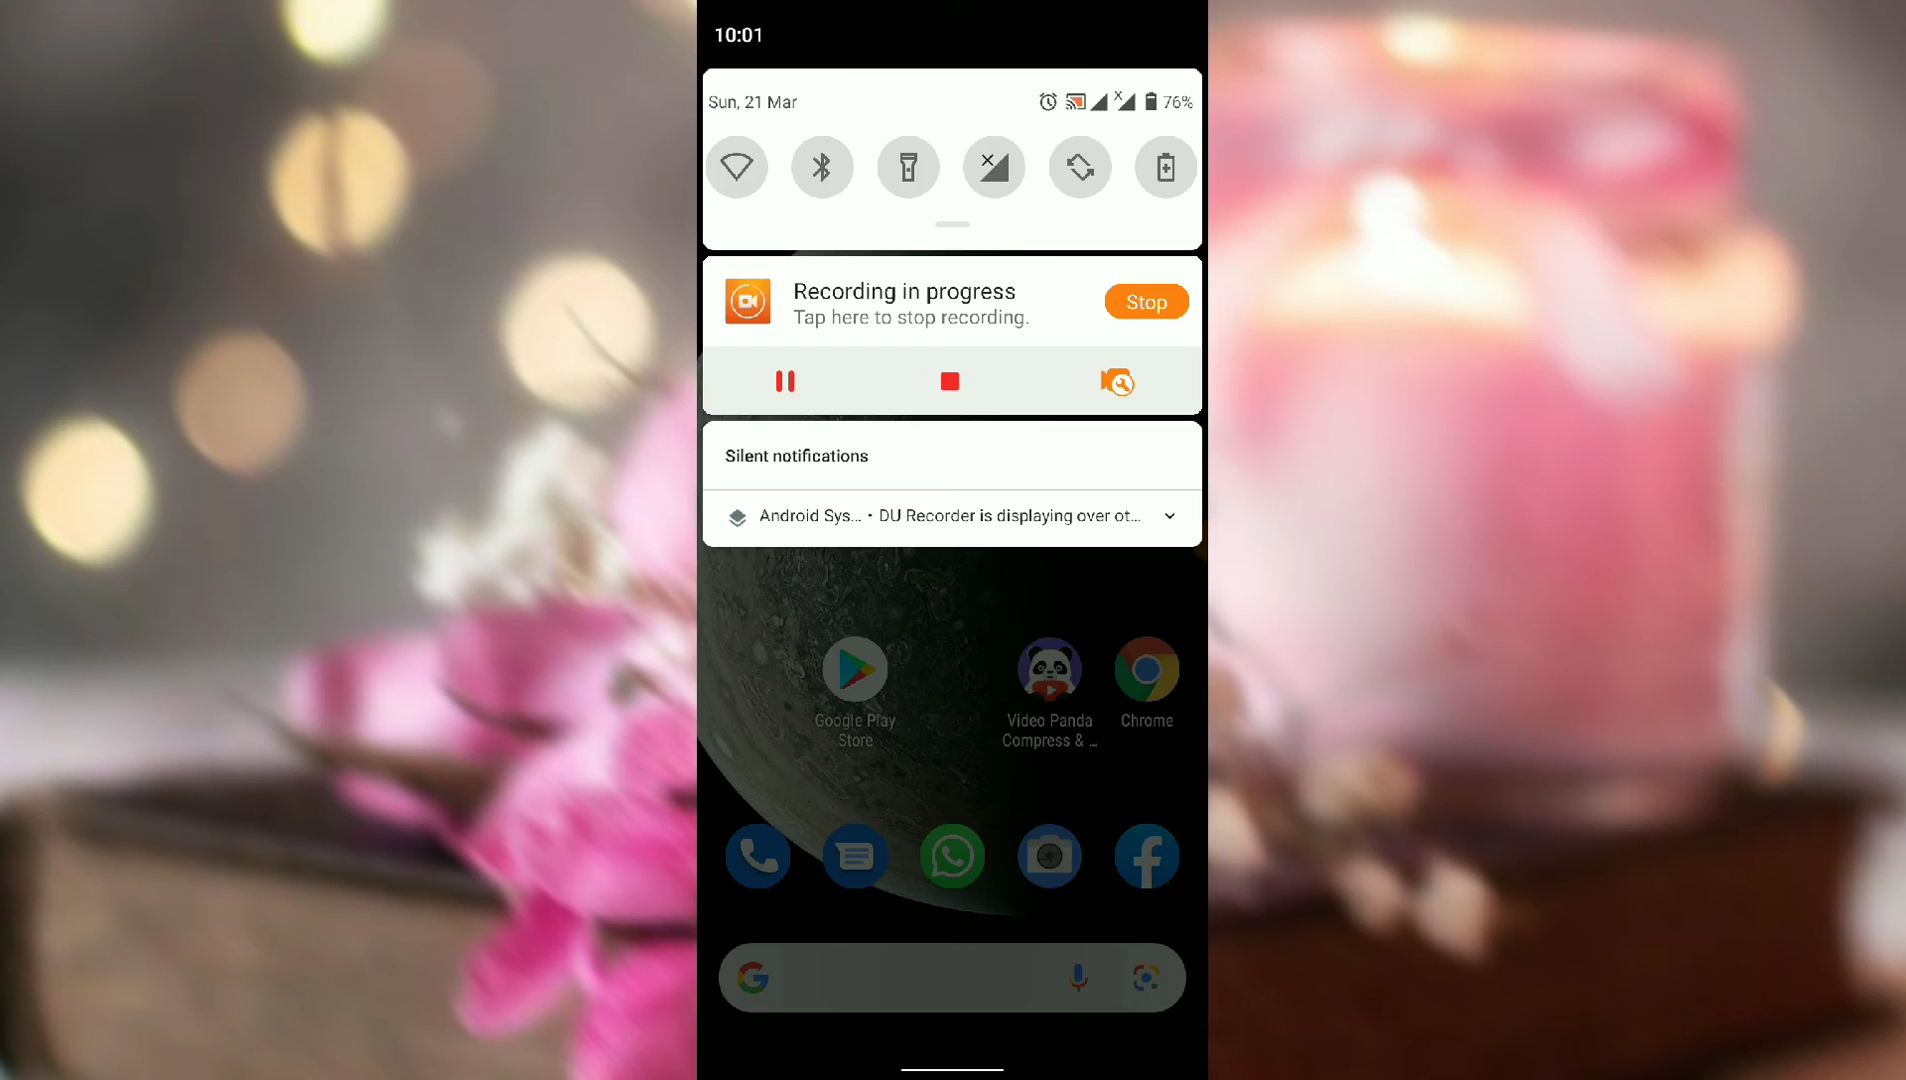 10:01
Sun, 21 Mar
76%
Recording in progress
Tap here to stop recording.
Stop
Silent notifications
Android Sys... • DU Recorder is displaying over ot...
Google Play
Store
Video Panda
Compress & ...
Chrome